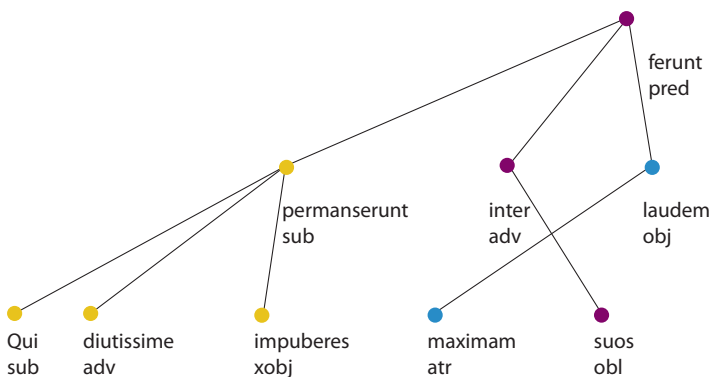 ferunt
pred
permanserunt
sub
inter
adv
laudem
obj
Qui
sub
diutissime
adv
impuberes
xobj
maximam
atr
suos
obl